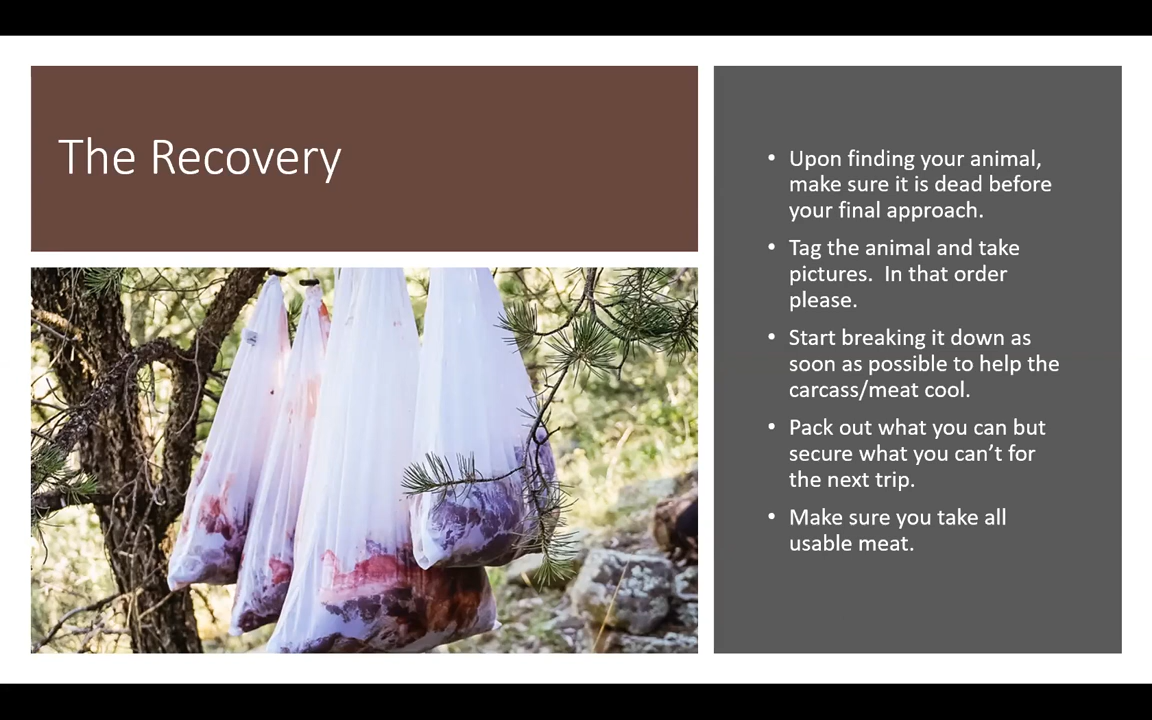 The Recovery
• Upon finding your animal,
make sure it is dead before
your final approach.
• Tag the animal and take
pictures.  In that order
please.
• Start breaking it down as
soon as possible to help the
carcass/meat cool.
• Pack out what you can but
secure what you can’t for
the next trip.
• Make sure you take all
usable meat.